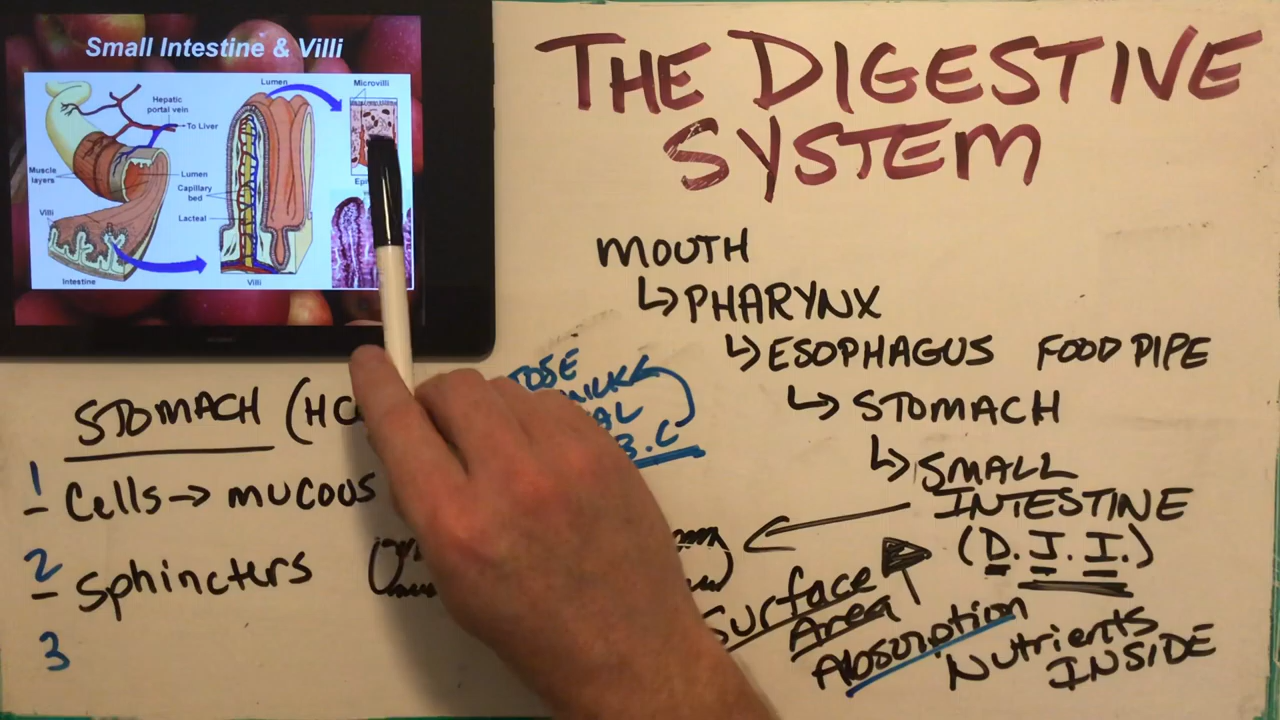 Small Intestine & Villi
Lumen
Microvilli
Hepatic
portal vein
To Liver
Muscle
layers
Lumen
Capillary
bed
Villi
Lacteal
Intestine
Villi
THE DIGESTIVE
SYSTEM
MOUTH
PHARYNX
ESOPHAGUS FOOD PIPE
STOMACH
SMALL
INTESTINE
(D. J. I.)
Surface
Area
Absorption
Nutrients
INSIDE
STOMACH (HC
1
Cells → mucous
2
Sphincters
3